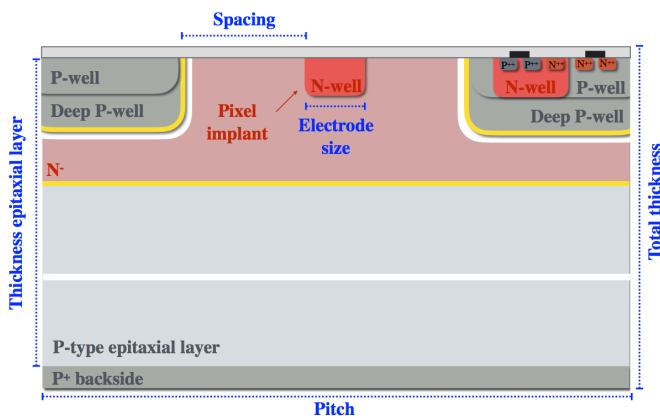 Spacing
P-well
Deep P-well
N-well
Pixel
implant
Electrode
size
P++
P++
N++
N++
N++
N-well
P-well
Deep P-well
N-
Thickness epitaxial layer
Total thickness
P-type epitaxial layer
P+ backside
Pitch